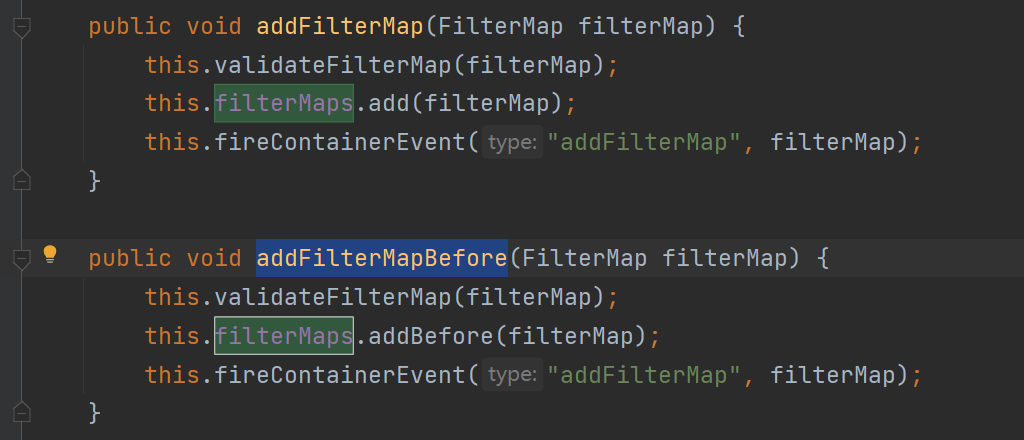 public void addFilterMap(FilterMap filterMap) {
this.validateFilterMap(filterMap);
this.filterMaps.add(filterMap);
this.fireContainerEvent( type: "addFilterMap", filterMap);
}
public void addFilterMapBefore(FilterMap filterMap) {
this.validateFilterMap(filterMap);
this.filterMaps.addBefore(filterMap);
this.fireContainerEvent( type: "addFilterMap", filterMap);
}